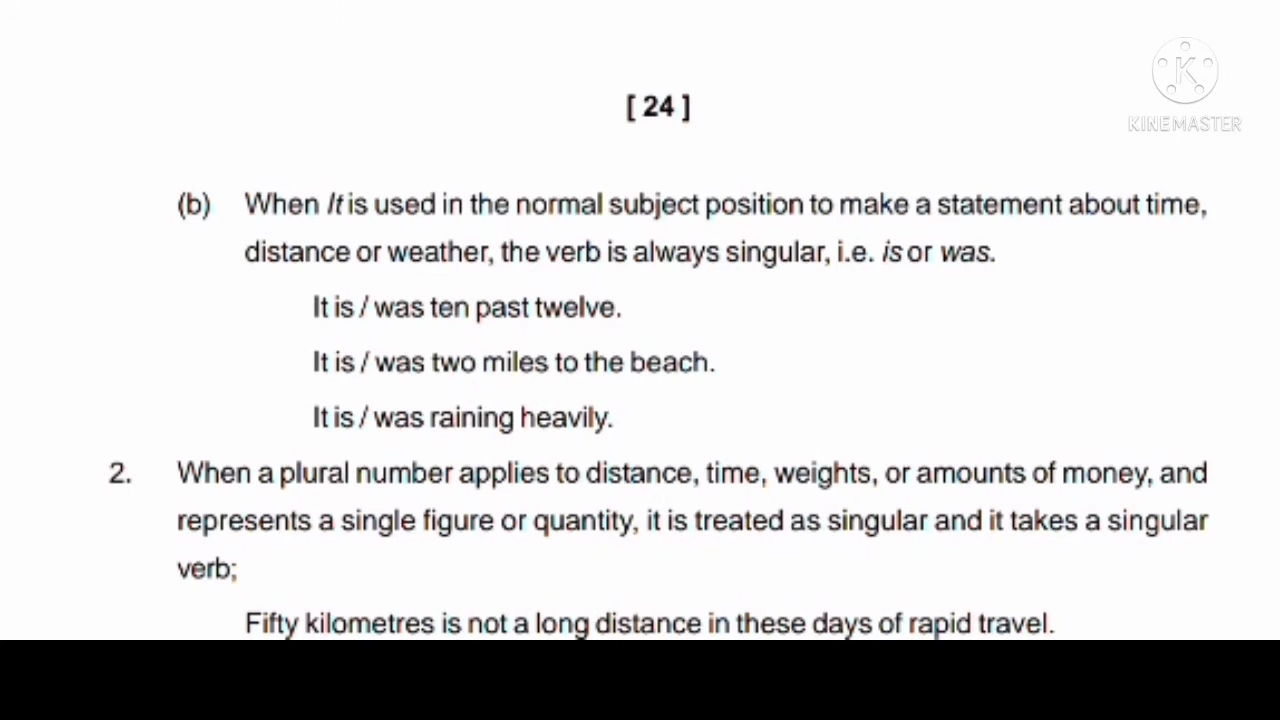 [ 24 ]
KINEMASTER
(b) When It is used in the normal subject position to make a statement about time,
distance or weather, the verb is always singular, i.e. is or was.
It is / was ten past twelve.
It is / was two miles to the beach.
It is / was raining heavily.
2. When a plural number applies to distance, time, weights, or amounts of money, and
represents a single figure or quantity, it is treated as singular and it takes a singular
verb;
Fifty kilometres is not a long distance in these days of rapid travel.